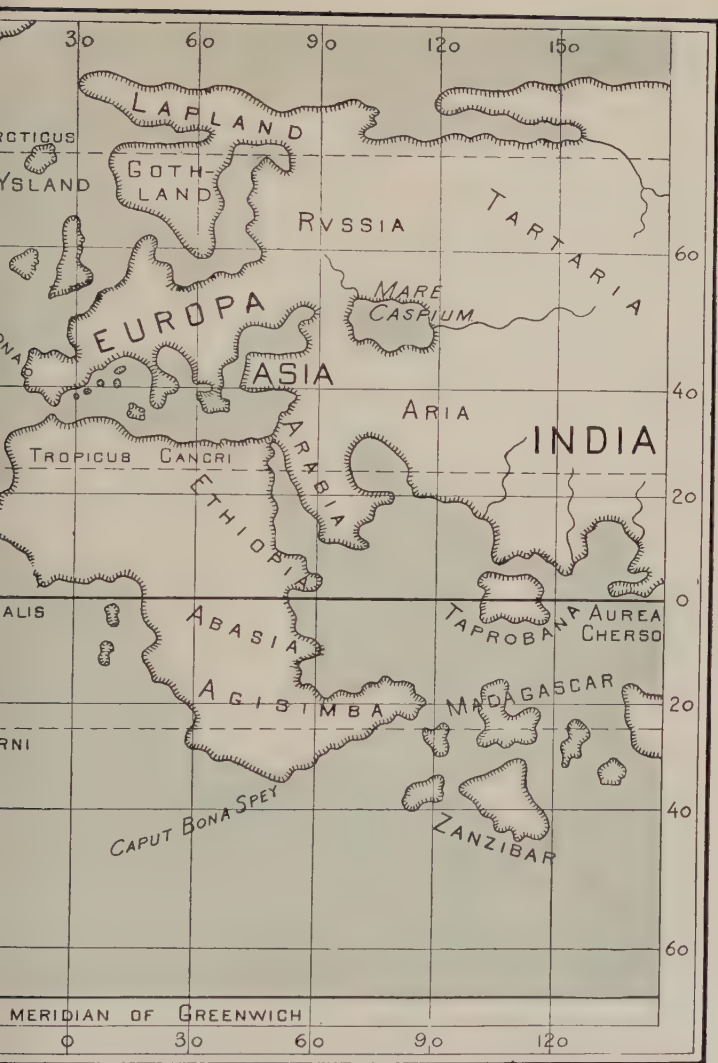 30 60 90 120 150
LAPLAND
RCTICUS
YSLAND
GOTH-
LAND
TARTARIA
RVSSIA
60
MARE
CASPIUM
EUROPA
ONA
ASIA
40
ARIA
INDIA
ARABIA
TROPICUS CANCRI
ETHIOPIA
20
0
ALIS
ABASIA
TAPROBANA
AUREA
CHERSO
AGISIMBA
MADAGASCAR
20
RNI
CAPUT BONA SPEY
40
ZANZIBAR
60
MERIDIAN OF GREENWICH
0 30 60 90 120